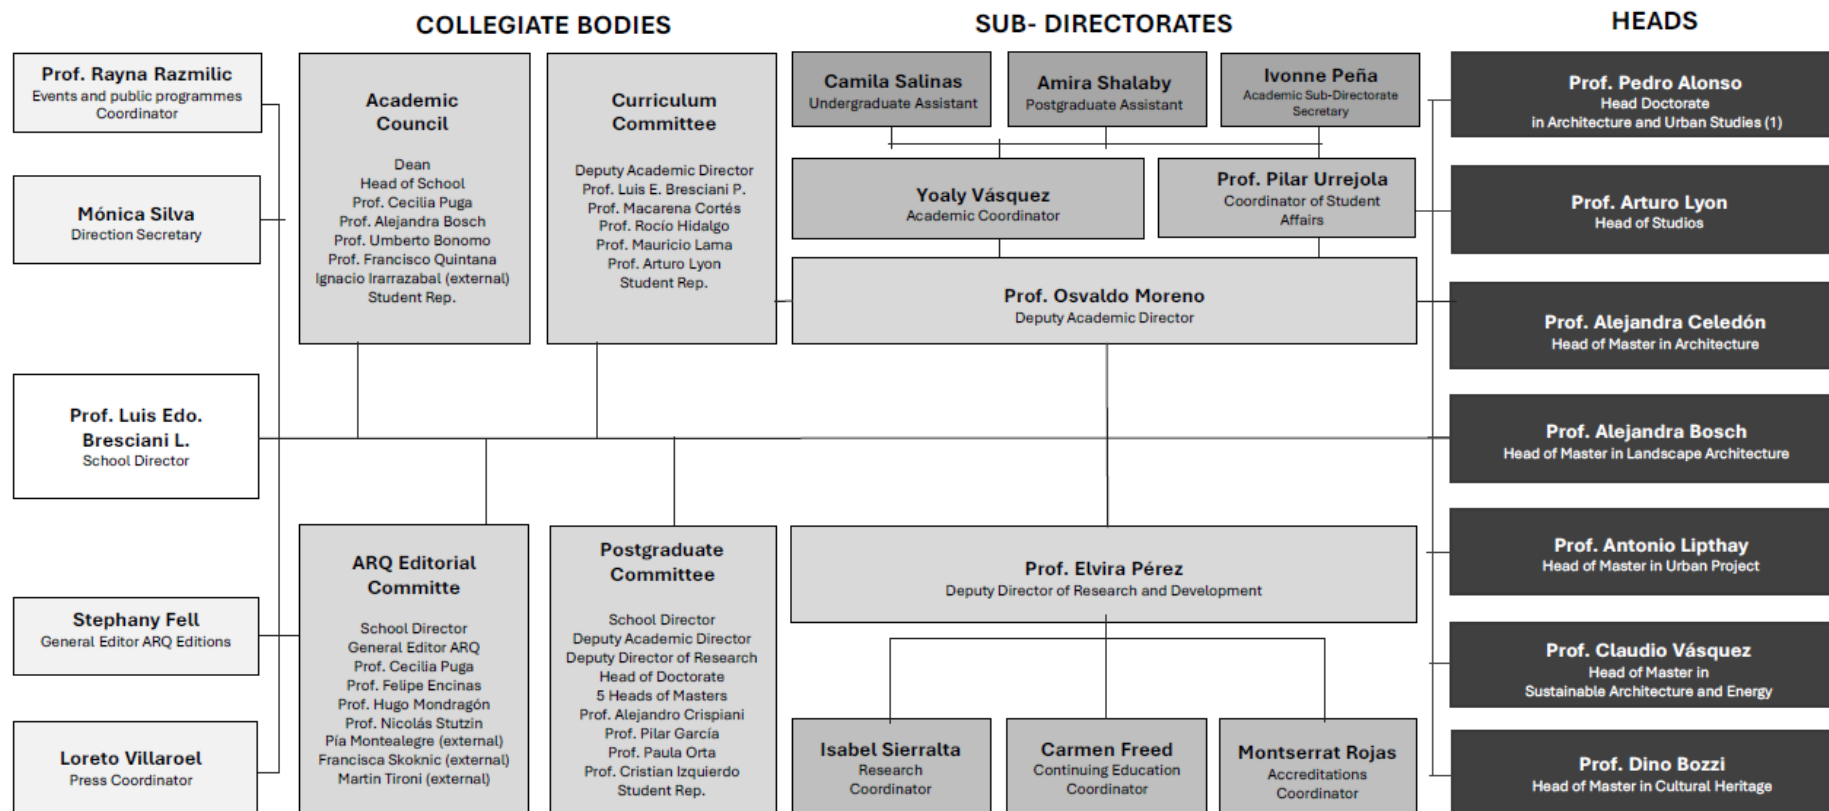 COLLEGIATE BODIES
SUB- DIRECTORATES
HEADS
Prof. Rayna Razmilic
Events and public programmes
Coordinator
Mónica Silva
Direction Secretary
Prof. Luis Edo.
Bresciani L.
School Director
Stephany Fell
General Editor ARQ Editions
Loreto Villaroel
Press Coordinator
Academic
Council
Dean
Head of School
Prof. Cecilia Puga
Prof. Alejandra Bosch
Prof. Umberto Bonomo
Prof. Francisco Quintana
Ignacio Irarrazabal (external)
Student Rep.
Curriculum
Committee
Deputy Academic Director
Prof. Luis E. Bresciani P.
Prof. Macarena Cortés
Prof. Rocío Hidalgo
Prof. Mauricio Lama
Prof. Arturo Lyon
Student Rep.
ARQ Editorial
Committe
School Director
General Editor ARQ
Prof. Cecilia Puga
Prof. Felipe Encinas
Prof. Hugo Mondragón
Prof. Nicolás Stutzin
Pía Montealegre (external)
Francisca Skoknic (external)
Martin Tironi (external)
Postgraduate
Committee
School Director
Deputy Academic Director
Deputy Director of Research
Head of Doctorate
5 Heads of Masters
Prof. Alejandro Crispiani
Prof. Pilar García
Prof. Paula Orta
Prof. Cristian Izquierdo
Student Rep.
Camila Salinas
Undergraduate Assistant
Amira Shalaby
Postgraduate Assistant
Ivonne Peña
Academic Sub-Directorate
Secretary
Yoaly Vásquez
Academic Coordinator
Prof. Pilar Urrejola
Coordinator of Student
Affairs
Prof. Osvaldo Moreno
Deputy Academic Director
Prof. Elvira Pérez
Deputy Director of Research and Development
Isabel Sierralta
Research
Coordinator
Carmen Freed
Continuing Education
Coordinator
Montserrat Rojas
Accreditations
Coordinator
Prof. Pedro Alonso
Head Doctorate
in Architecture and Urban Studies (1)
Prof. Arturo Lyon
Head of Studios
Prof. Alejandra Celedón
Head of Master in Architecture
Prof. Alejandra Bosch
Head of Master in Landscape Architecture
Prof. Antonio Lipthay
Head of Master in Urban Project
Prof. Claudio Vásquez
Head of Master in
Sustainable Architecture and Energy
Prof. Dino Bozzi
Head of Master in Cultural Heritage